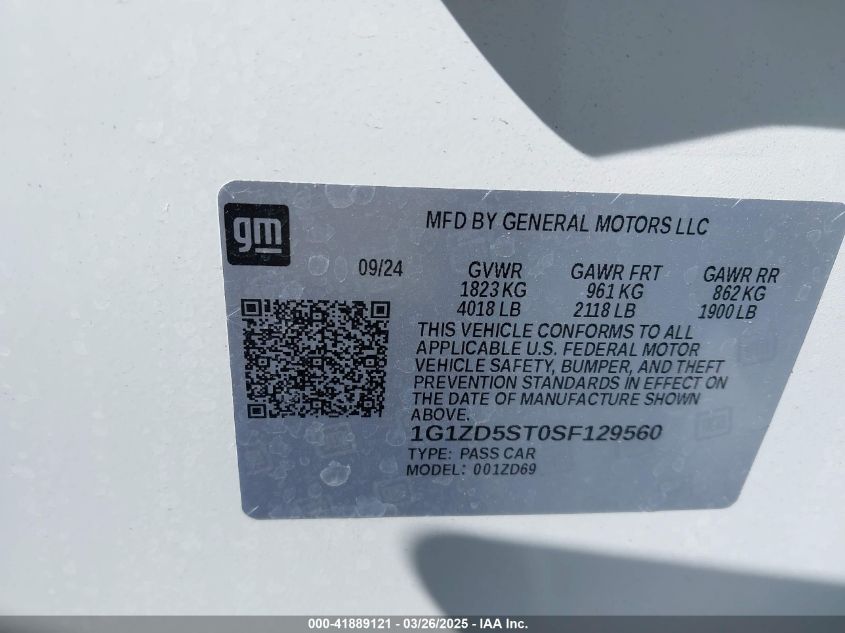 gm
MFD BY GENERAL MOTORS LLC
09/24 GVWR GAWR FRT GAWR RR
1823 KG 961 KG 862 KG
4018 LB 2118 LB 1900 LB
THIS VEHICLE CONFORMS TO ALL
APPLICABLE U.S. FEDERAL MOTOR
VEHICLE SAFETY, BUMPER, AND THEFT
PREVENTION STANDARDS IN EFFECT ON
THE DATE OF MANUFACTURE SHOWN
ABOVE.
1G1ZD5ST0SF129560
TYPE: PASS CAR
MODEL: 001ZD69
000-41889121 - 03/26/2025 - IAA Inc.